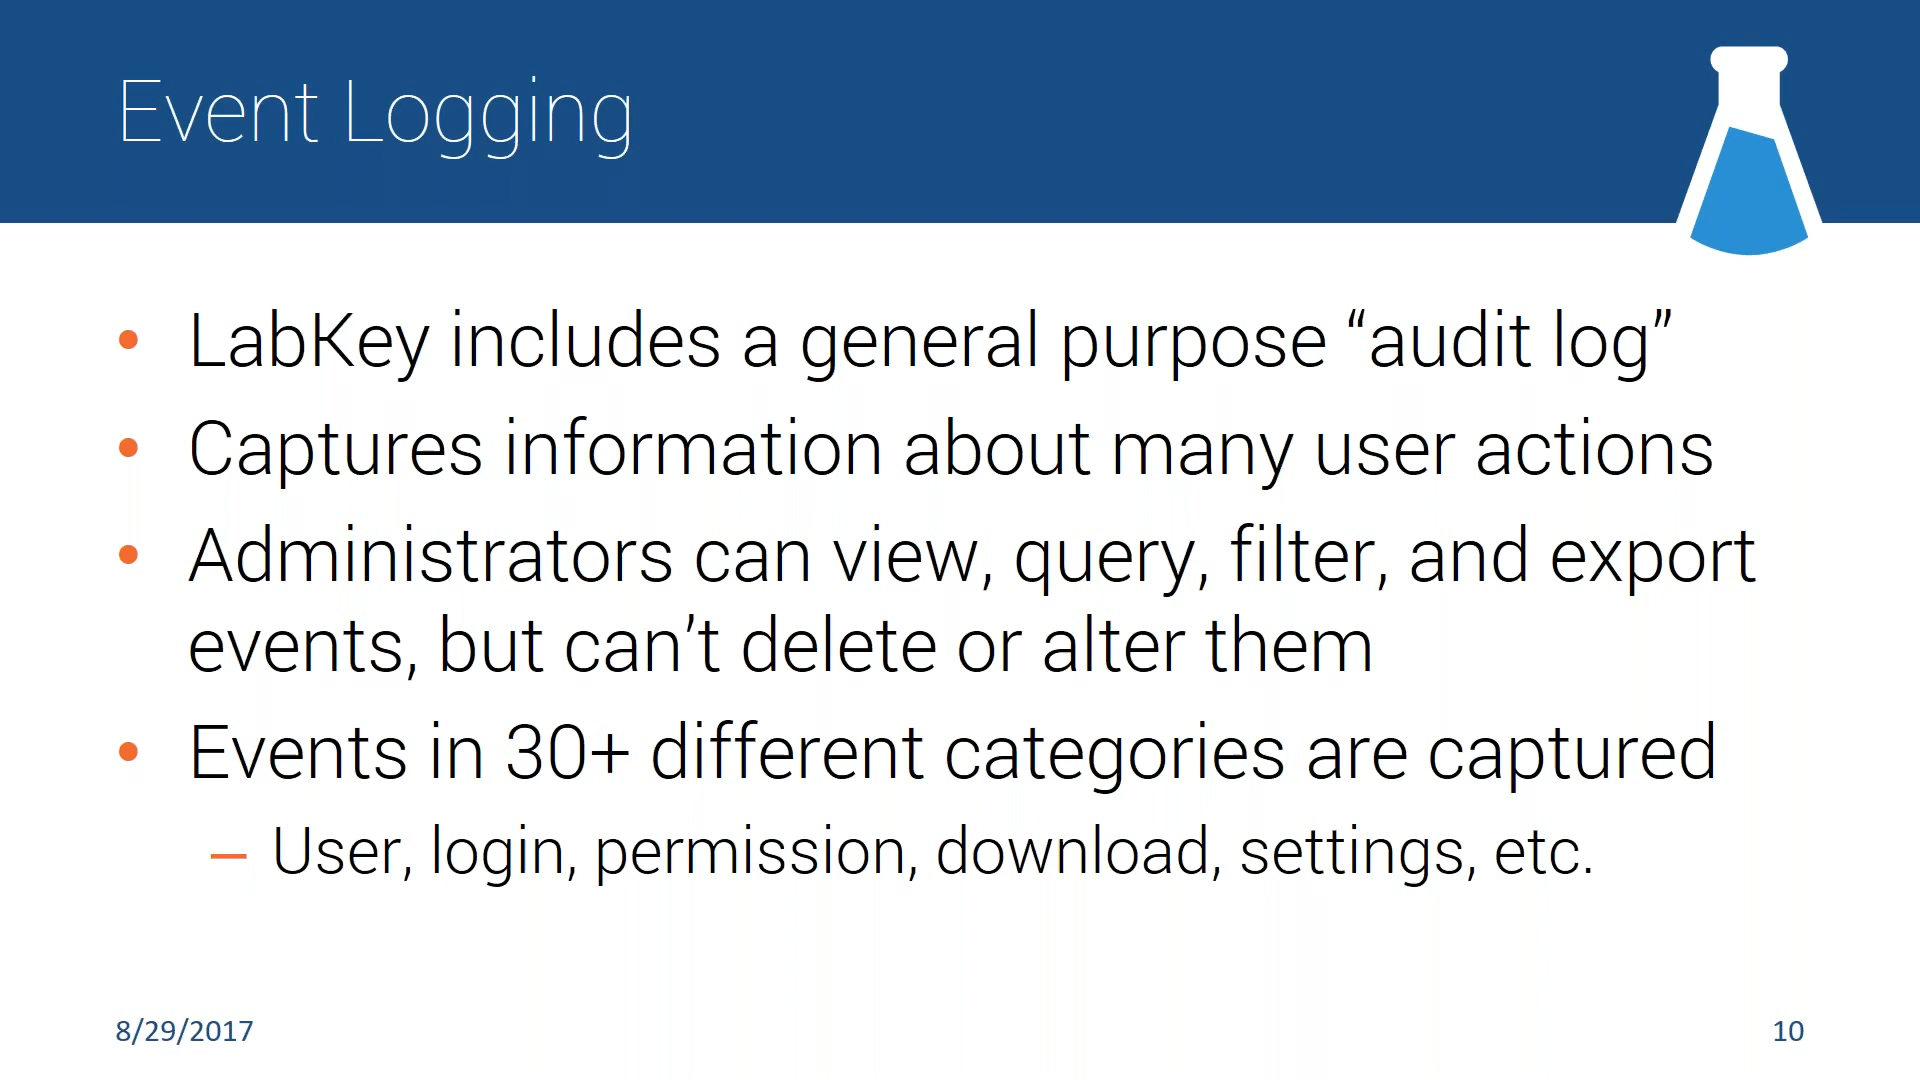 Event Logging
• LabKey includes a general purpose “audit log”
• Captures information about many user actions
• Administrators can view, query, filter, and export
events, but can’t delete or alter them
• Events in 30+ different categories are captured
– User, login, permission, download, settings, etc.
8/29/2017
10